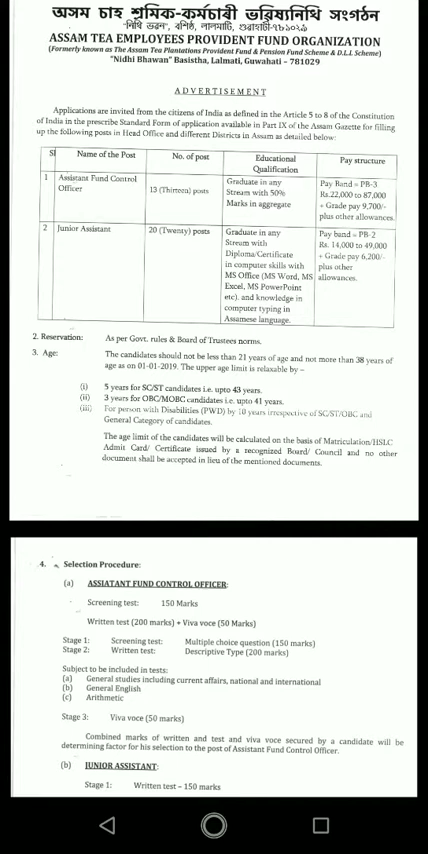 অসম চাহ শ্রমিক-কৰ্মচাৰী ভৱিষ্যনিধি সংগঠন
"নিধি ভৱন", বশিষ্ঠ, লালমাটি, গুৱাহাটী-৭৮১০২৯
ASSAM TEA EMPLOYEES PROVIDENT FUND ORGANIZATION
(Formerly known as The Assam Tea Plantations Provident Fund & Pension Fund Scheme & D.L.I. Scheme)
"Nidhi Bhawan" Basistha, Lalmati, Guwahati – 781029
ADVERTISEMENT
Applications are invited from the citizens of India as defined in the Article 5 to 8 of the Constitution
of India in the prescribe Standard Form of application available in Part IX of the Assam Gazette for filling
up the following posts in Head Office and different Districts in Assam as detailed below:
Sl Name of the Post No. of post Educational Qualification Pay structure
1 Assistant Fund Control Officer 13 (Thirteen) posts Graduate in any Stream with 50% Marks in aggregate Pay Band = PB-3 Rs.22,000 to 87,000 + Grade pay 9,700/- plus other allowances.
2 Junior Assistant 20 (Twenty) posts Graduate in any Stream with Diploma/Certificate in computer skills with MS Office (MS Word, MS Excel, MS PowerPoint etc). and knowledge in computer typing in Assamese language. Pay band = PB-2 Rs. 14,000 to 49,000 + Grade pay 6,200/- plus other allowances.
2. Reservation: As per Govt. rules & Board of Trustees norms.
3. Age: The candidates should not be less than 21 years of age and not more than 38 years of
age as on 01-01-2019. The upper age limit is relaxable by –
(i) 5 years for SC/ST candidates i.e. upto 43 years.
(ii) 3 years for OBC/MOBC candidates i.e. upto 41 years.
(iii) For person with Disabilities (PWD) by 10 years irrespective of SC/ST/OBC and
General Category of candidates.
The age limit of the candidates will be calculated on the basis of Matriculation/HSLC
Admit Card/ Certificate issued by a recognized Board/ Council and no other
document shall be accepted in lieu of the mentioned documents.
4. Selection Procedure:
(a) ASSIATANT FUND CONTROL OFFICER:
Screening test: 150 Marks
Written test (200 marks) + Viva voce (50 Marks)
Stage 1: Screening test: Multiple choice question (150 marks)
Stage 2: Written test: Descriptive Type (200 marks)
Subject to be included in tests:
(a) General studies including current affairs, national and international
(b) General English
(c) Arithmetic
Stage 3: Viva voce (50 marks)
Combined marks of written and test and viva voce secured by a candidate will be
determining factor for his selection to the post of Assistant Fund Control Officer.
(b) JUNIOR ASSISTANT:
Stage 1: Written test – 150 marks